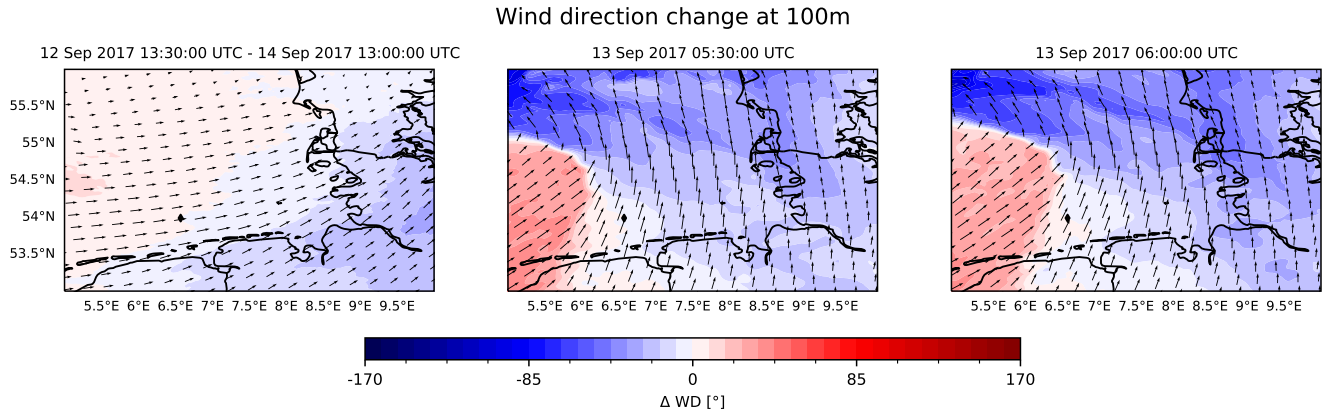 Wind direction change at 100m
12 Sep 2017 13:30:00 UTC - 14 Sep 2017 13:00:00 UTC
13 Sep 2017 05:30:00 UTC
13 Sep 2017 06:00:00 UTC
55.5°N
55°N
54.5°N
54°N
53.5°N
5.5°E 6°E 6.5°E 7°E 7.5°E 8°E 8.5°E 9°E 9.5°E
5.5°E 6°E 6.5°E 7°E 7.5°E 8°E 8.5°E 9°E 9.5°E
5.5°E 6°E 6.5°E 7°E 7.5°E 8°E 8.5°E 9°E 9.5°E
-170 -85 0 85 170
Δ WD [°]